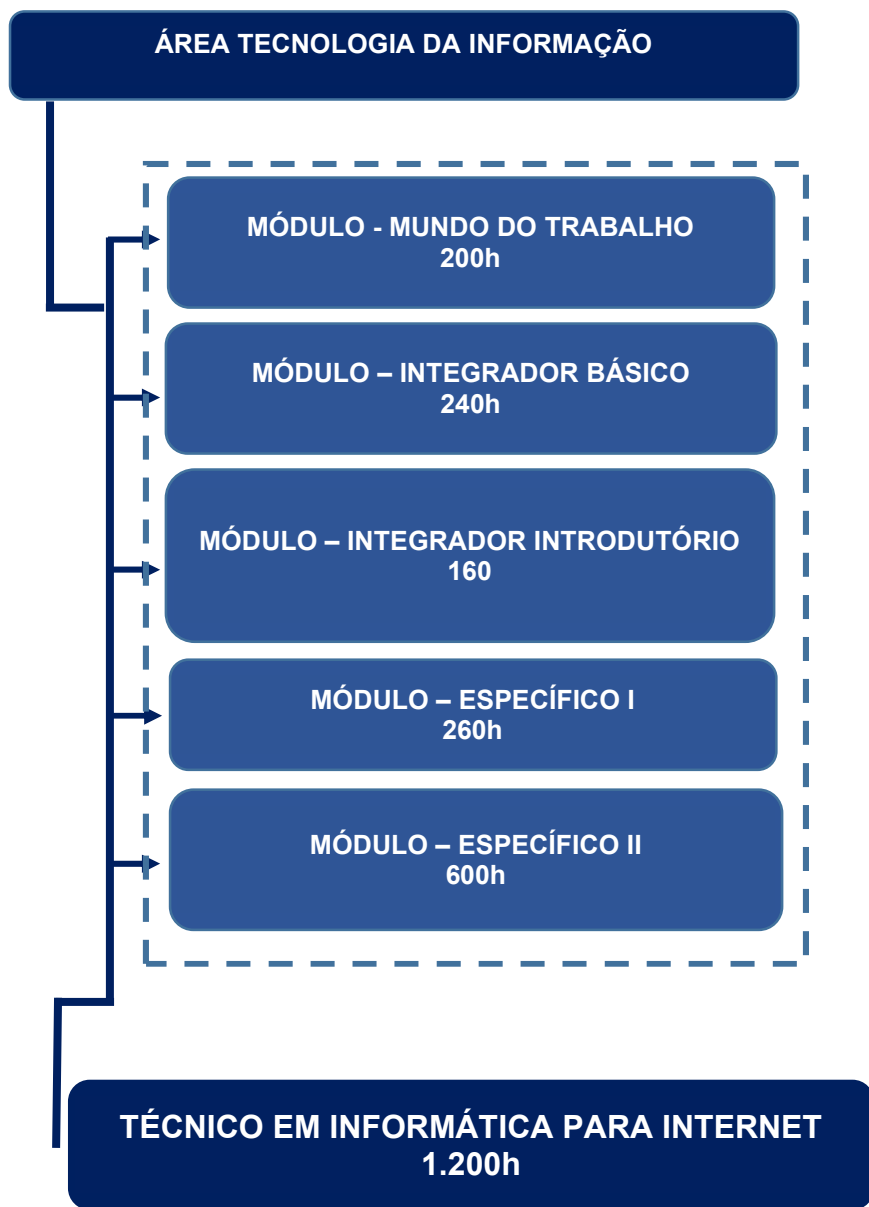 ÁREA TECNOLOGIA DA INFORMAÇÃO
MÓDULO - MUNDO DO TRABALHO
200h
MÓDULO – INTEGRADOR BÁSICO
240h
MÓDULO – INTEGRADOR INTRODUTÓRIO
160
MÓDULO – ESPECÍFICO I
260h
MÓDULO – ESPECÍFICO II
600h
TÉCNICO EM INFORMÁTICA PARA INTERNET
1.200h